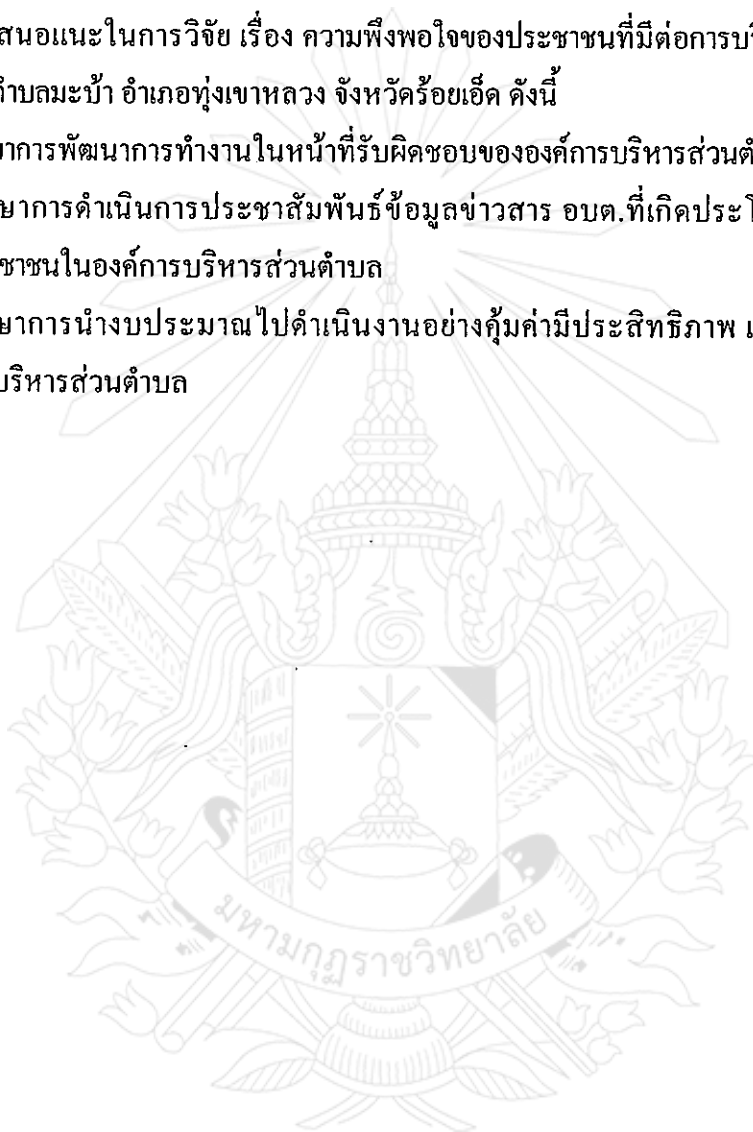 สนอแนะในการวิจัย เรื่อง ความพึงพอใจของประชาชนที่มีต่อการบริ
ตำบลมะบ้า อำเภอทุ่งเขาหลวง จังหวัดร้อยเอ็ด ดังนี้
ษาการพัฒนาการทำงานในหน้าที่รับผิดชอบขององค์การบริหารส่วนตำ
ษาการดำเนินการประชาสัมพันธ์ข้อมูลข่าวสาร อบต.ที่เกิดประโ
ชาชนในองค์การบริหารส่วนตำบล
ษาการนำงบประมาณไปดำเนินงานอย่างคุ้มค่ามีประสิทธิภาพ แ
บริหารส่วนตำบล
มหามกุฏราชวิทยาลัย